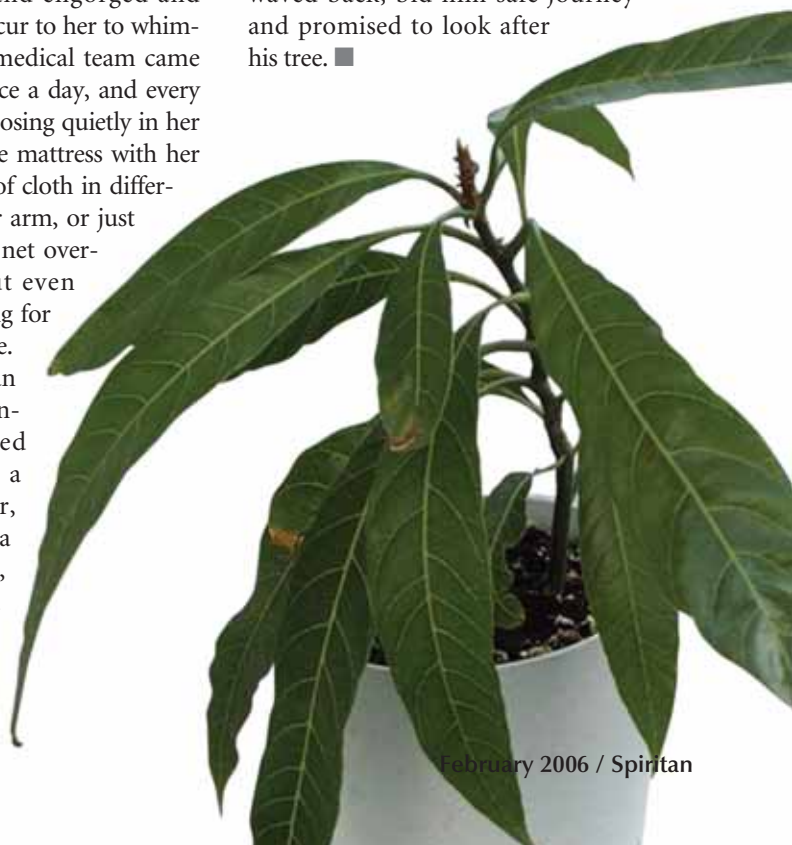 engorged and
cur to her to whim-
medical team came
ce a day, and every
osing quietly in her
e mattress with her
of cloth in differ-
r arm, or just
net over-
t even
g for
e.
n
n-
ed
a
r,
a
,
waved back, bid him safe journey
and promised to look after
his tree. ■
February 2006 / Spiritan